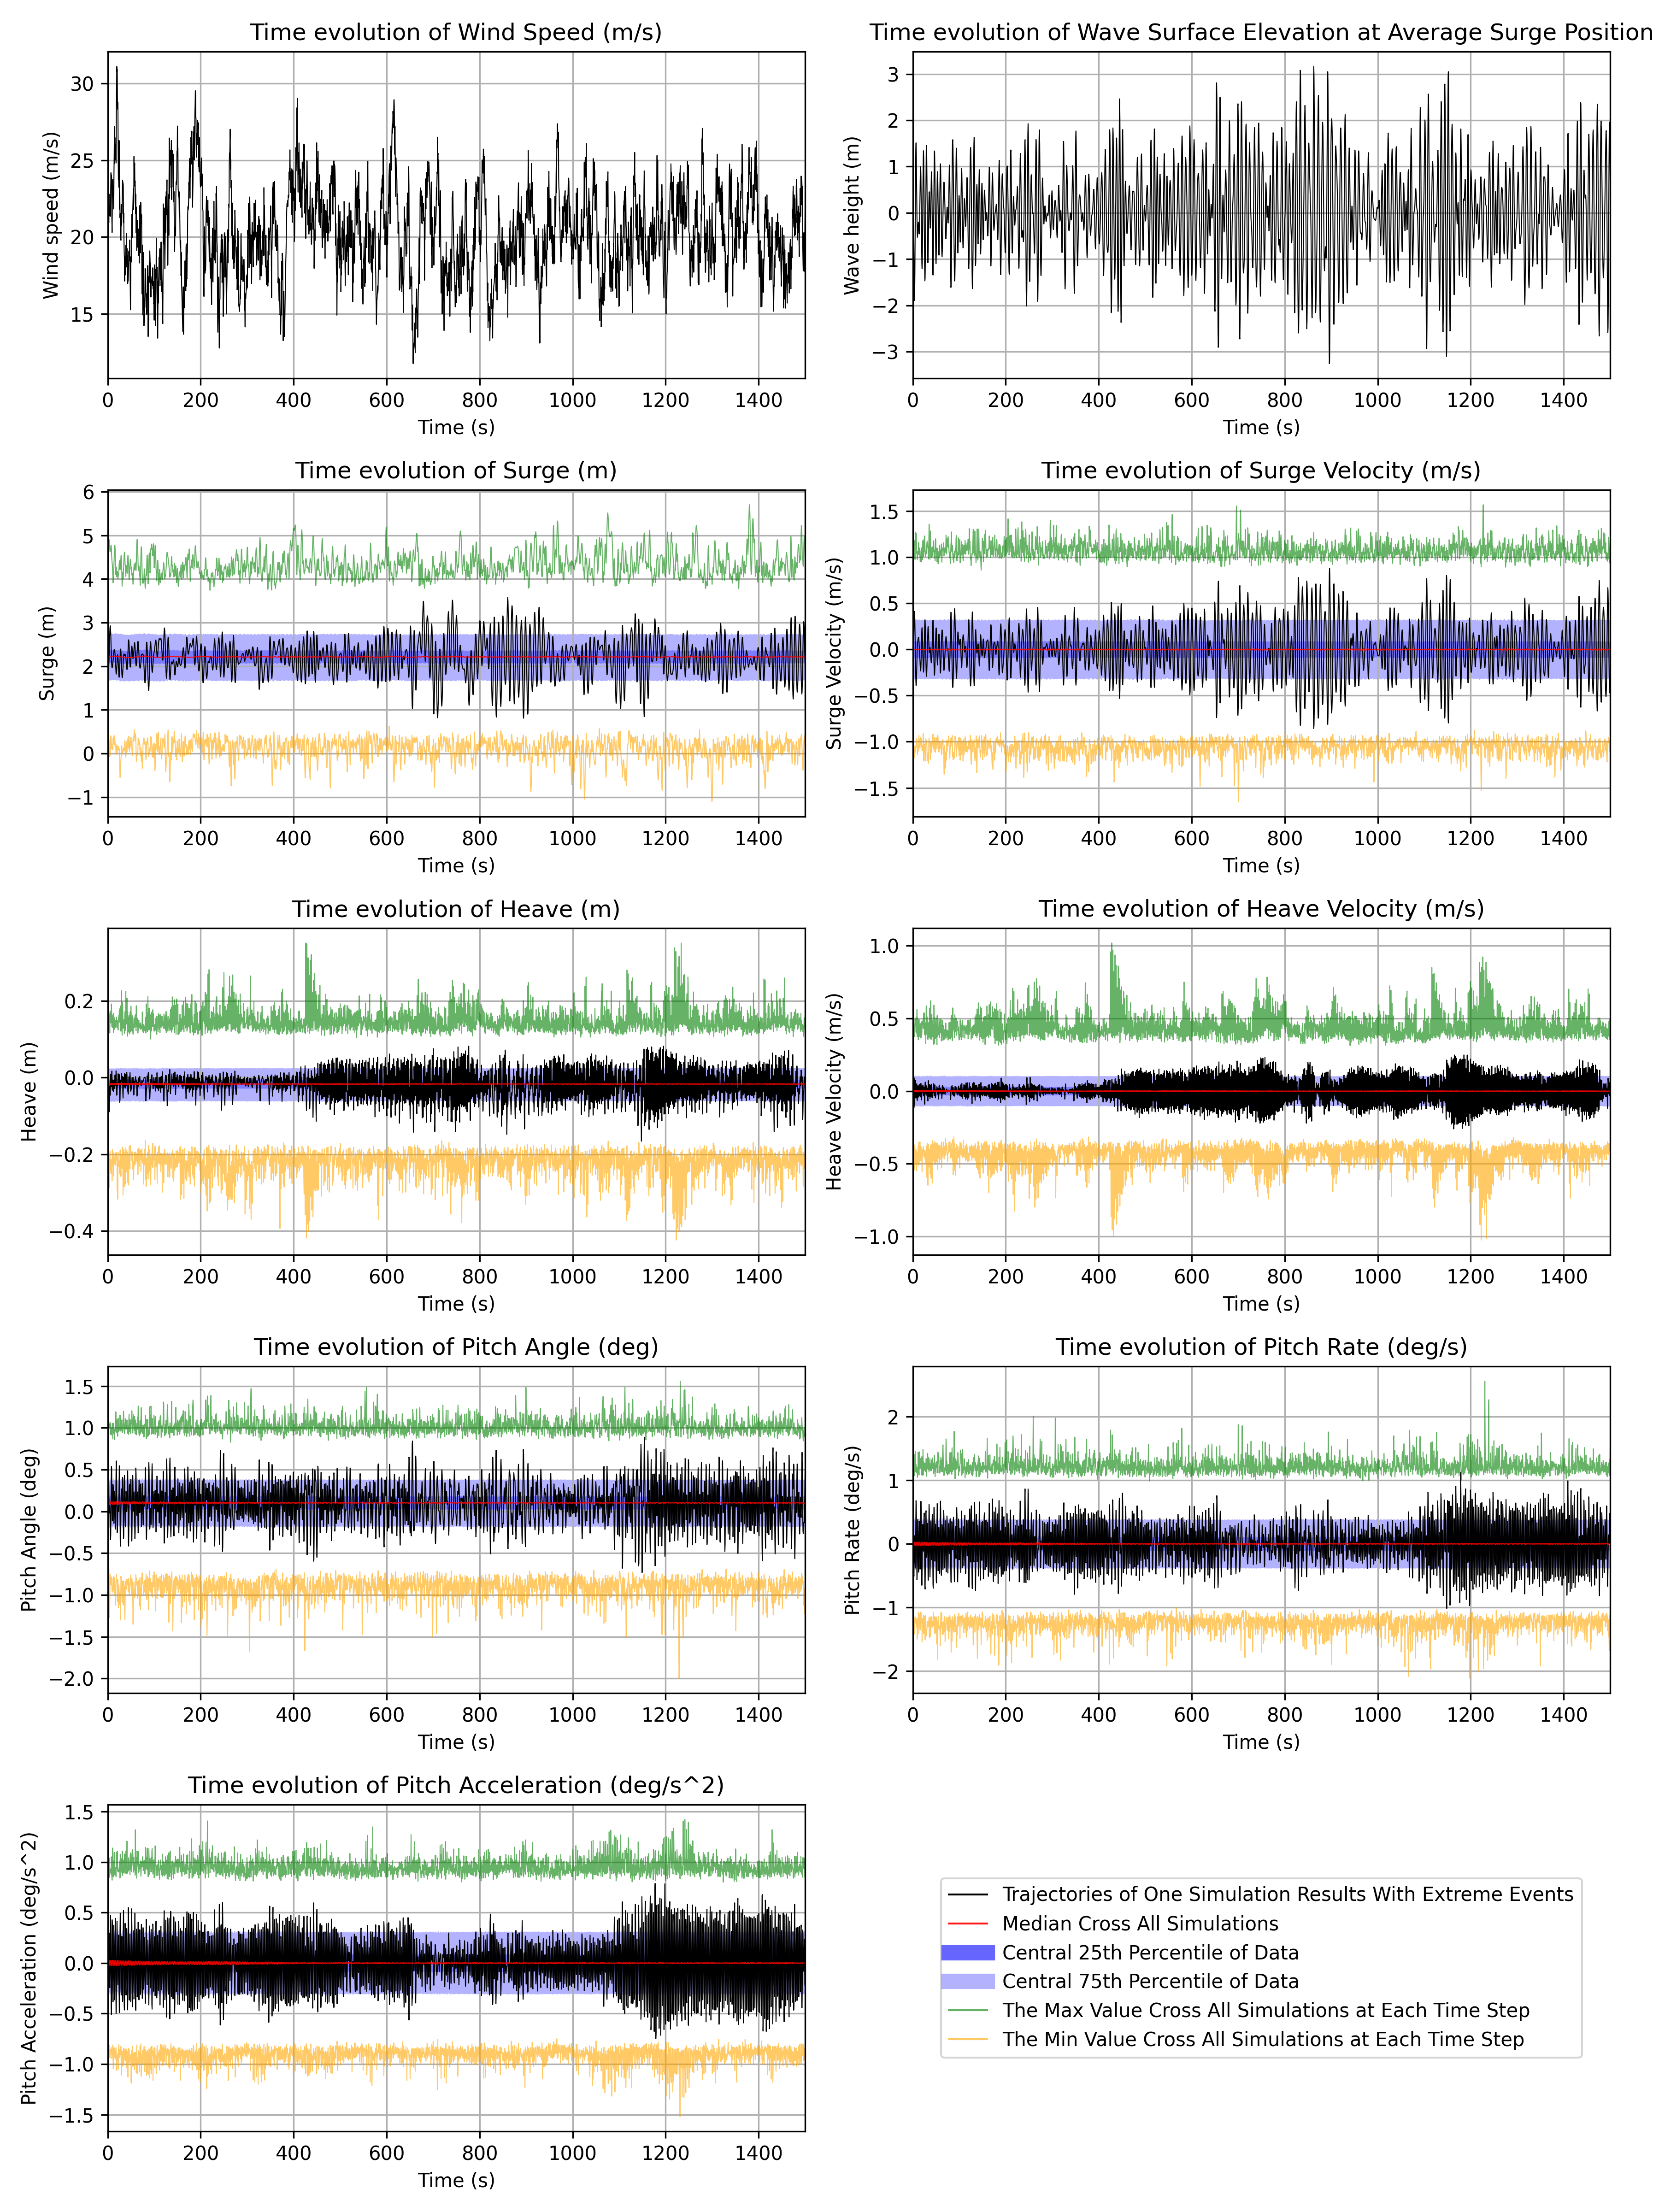 Time evolution of Wind Speed (m/s)
30
25
20
15
Wind speed (m/s)
0 200 400 600 800 1000 1200 1400
Time (s)
Time evolution of Wave Surface Elevation at Average Surge Position
3
2
1
0
−1
−2
−3
Wave height (m)
0 200 400 600 800 1000 1200 1400
Time (s)
Time evolution of Surge (m)
6
5
4
3
2
1
0
−1
Surge (m)
0 200 400 600 800 1000 1200 1400
Time (s)
Time evolution of Surge Velocity (m/s)
1.5
1.0
0.5
0.0
−0.5
−1.0
−1.5
Surge Velocity (m/s)
0 200 400 600 800 1000 1200 1400
Time (s)
Time evolution of Heave (m)
0.2
0.0
−0.2
−0.4
Heave (m)
0 200 400 600 800 1000 1200 1400
Time (s)
Time evolution of Heave Velocity (m/s)
1.0
0.5
0.0
−0.5
−1.0
Heave Velocity (m/s)
0 200 400 600 800 1000 1200 1400
Time (s)
Time evolution of Pitch Angle (deg)
1.5
1.0
0.5
0.0
−0.5
−1.0
−1.5
−2.0
Pitch Angle (deg)
0 200 400 600 800 1000 1200 1400
Time (s)
Time evolution of Pitch Rate (deg/s)
2
1
0
−1
−2
Pitch Rate (deg/s)
0 200 400 600 800 1000 1200 1400
Time (s)
Time evolution of Pitch Acceleration (deg/s^2)
1.5
1.0
0.5
0.0
−0.5
−1.0
−1.5
Pitch Acceleration (deg/s^2)
0 200 400 600 800 1000 1200 1400
Time (s)
Trajectories of One Simulation Results With Extreme Events
Median Cross All Simulations
Central 25th Percentile of Data
Central 75th Percentile of Data
The Max Value Cross All Simulations at Each Time Step
The Min Value Cross All Simulations at Each Time Step